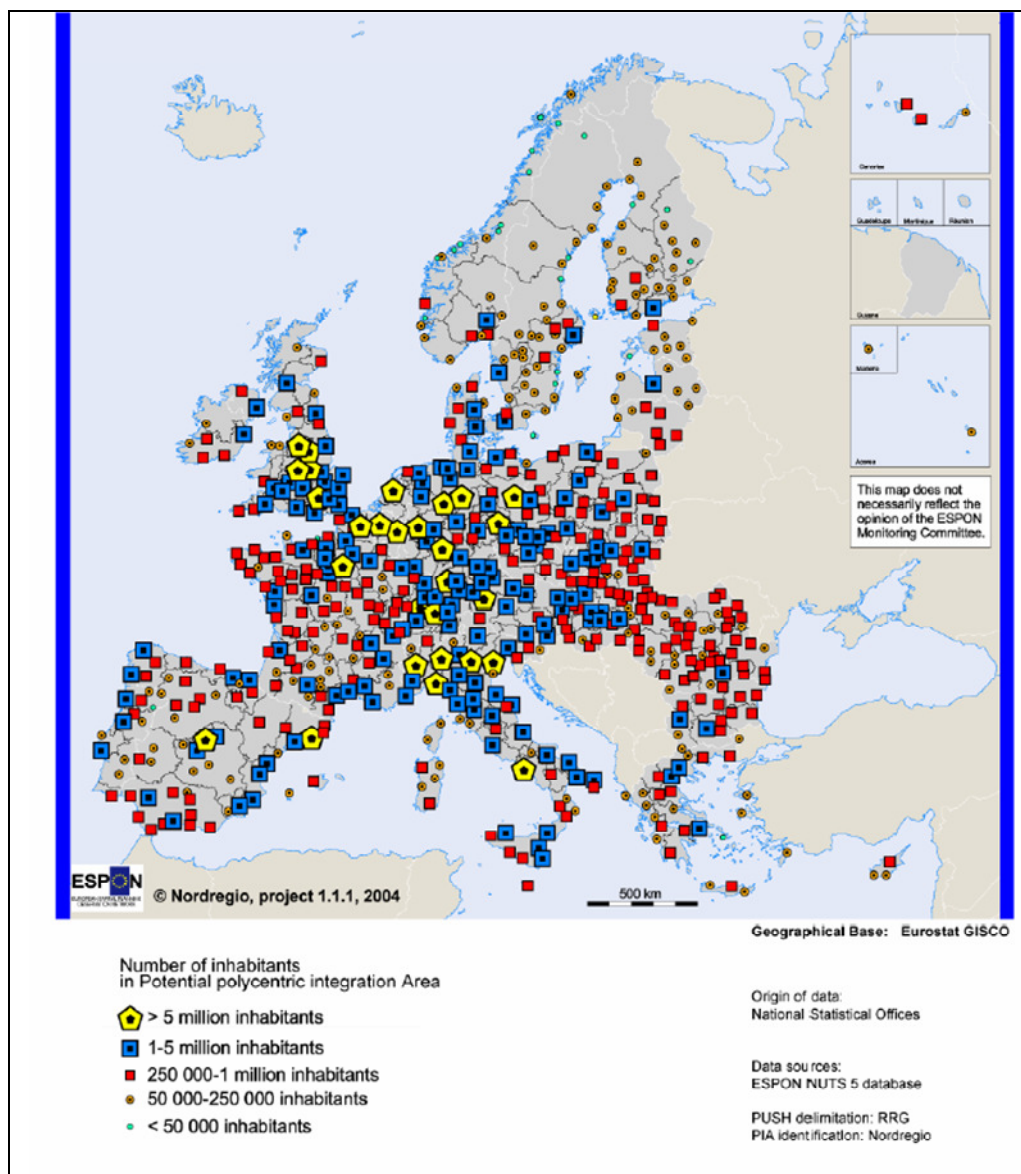 Canaries
Guadeloupe
Martinique
Réunion
Guyane
Madeira
Azores
This map does not
necessarily reflect the
opinion of the ESPON
Monitoring Committee.
ESPON
© Nordregio, project 1.1.1, 2004
500 km
Geographical Base: Eurostat GISCO
Number of inhabitants
in Potential polycentric integration Area
> 5 million inhabitants
1-5 million inhabitants
250 000-1 million inhabitants
50 000-250 000 inhabitants
< 50 000 inhabitants
Origin of data:
National Statistical Offices
Data sources:
ESPON NUTS 5 database
PUSH delimitation: RRG
PIA identification: Nordregio